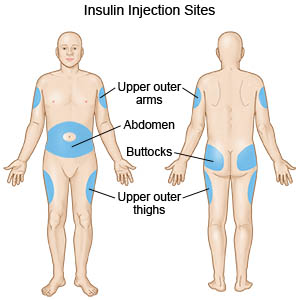 Insulin Injection Sites
Upper outer
arms
Abdomen
Buttocks
Upper outer
thighs